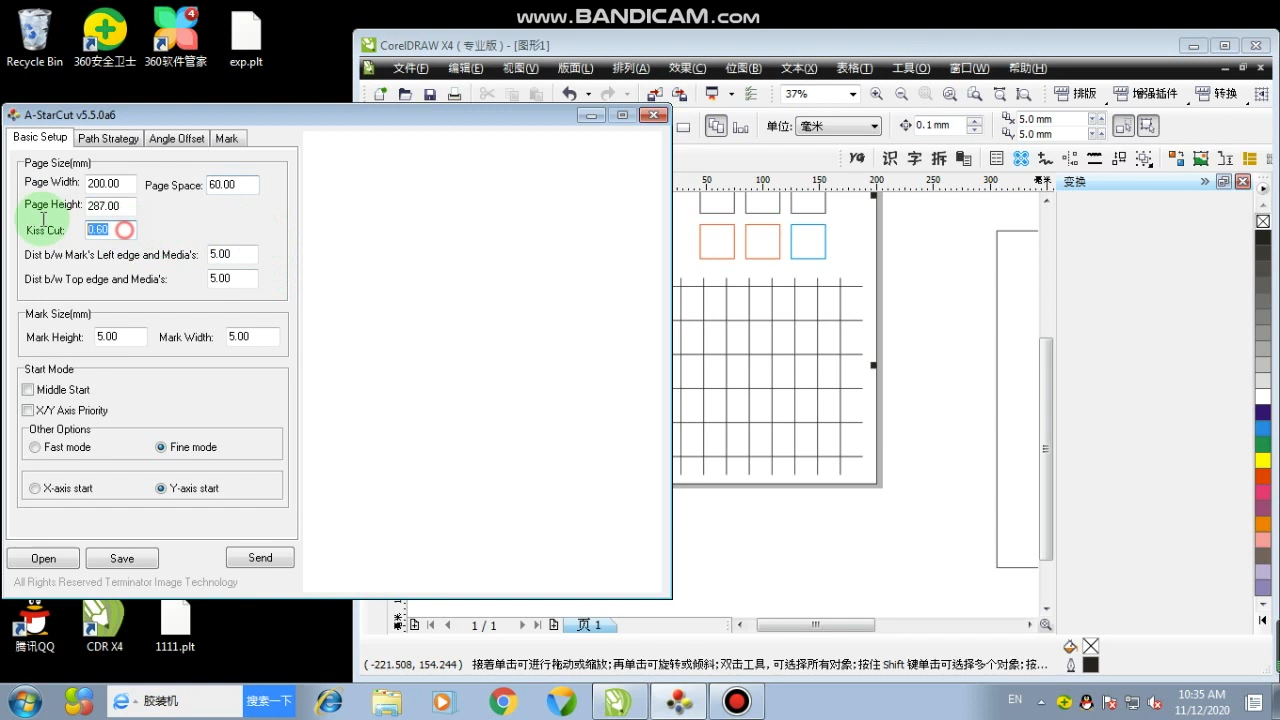 www.BANDICAM.com
4
Recycle Bin
360安全卫士
360软件管家
exp.plt
CorelDRAW X4 ( 专业版 ) - [图形1]
文件(F) 编辑(E) 视图(V) 版面(L) 排列(A) 效果(C) 位图(B) 文本(X) 表格(T) 工具(O) 窗口(W) 帮助(H)
37% 排版 增强插件 转换
单位: 毫米 0.1 mm 5.0 mm
5.0 mm
识 字 拆
50 100 150 200 250 300 毫米
变换
A-StarCut v5.5.0a6
Basic Setup Path Strategy Angle Offset Mark
Page Size(mm)
Page Width: 200.00 Page Space: 60.00
Page Height: 287.00
Kiss Cut: 0.60
Dist b/w Mark's Left edge and Media's: 5.00
Dist b/w Top edge and Media's: 5.00
Mark Size(mm)
Mark Height: 5.00 Mark Width: 5.00
Start Mode
Middle Start
X/Y Axis Priority
Other Options
Fast mode Fine mode
X-axis start Y-axis start
Open Save Send
All Rights Reserved Terminator Image Technology
腾讯QQ
CDR X4
1111.plt
1 / 1 页 1
( -221.508, 154.244 ) 接着单击可进行拖动或缩放;再单击可旋转或倾斜;双击工具, 可选择所有对象;按住 Shift 键单击可选择多个对象;按...
胶装机 搜索一下
EN
10:35 AM
11/12/2020